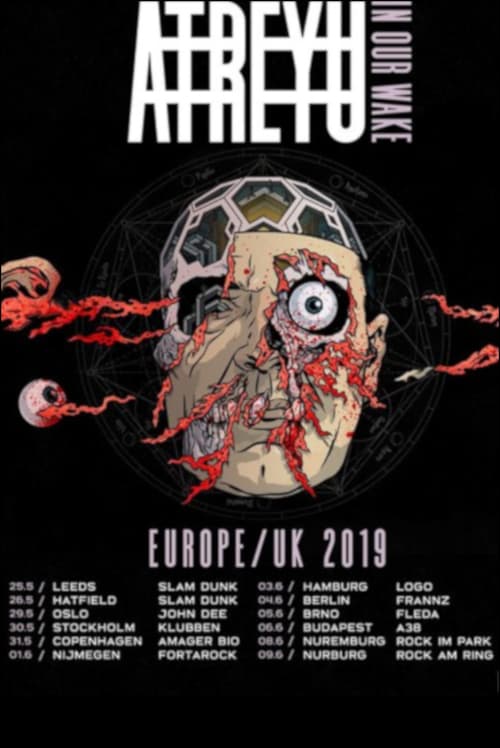 ATREYU
IN OUR WAKE
EUROPE/UK 2019
25.5 / LEEDS SLAM DUNK
26.5 / HATFIELD SLAM DUNK
29.5 / OSLO JOHN DEE
30.5 / STOCKHOLM KLUBBEN
31.5 / COPENHAGEN AMAGER BIO
01.6 / NIJMEGEN FORTAROCK
03.6 / HAMBURG LOGO
04.6 / BERLIN FRANNZ
05.6 / BRNO FLEDA
06.6 / BUDAPEST A38
08.6 / NUREMBURG ROCK IM PARK
09.6 / NURBURG ROCK AM RING